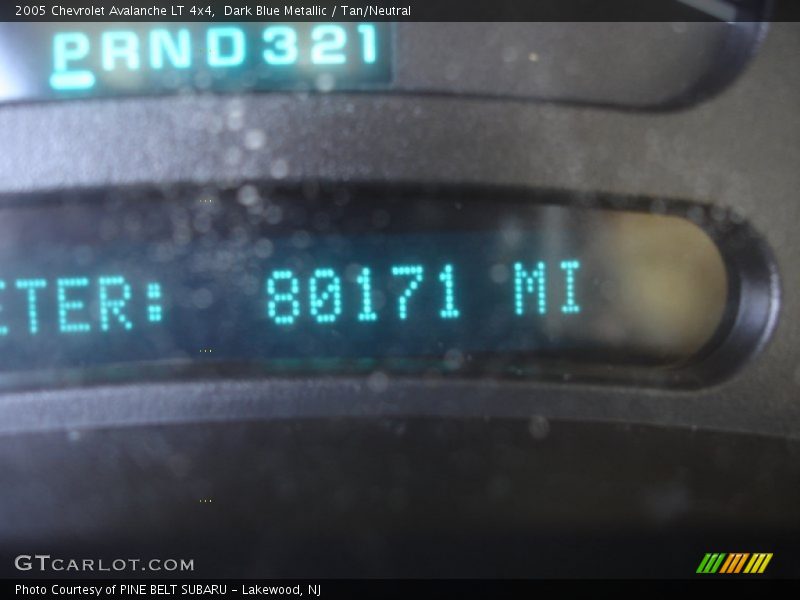 2005 Chevrolet Avalanche LT 4x4, Dark Blue Metallic / Tan/Neutral
PRND321
ETER: 80171 MI
GTCARLOT.COM
Photo Courtesy of PINE BELT SUBARU - Lakewood, NJ